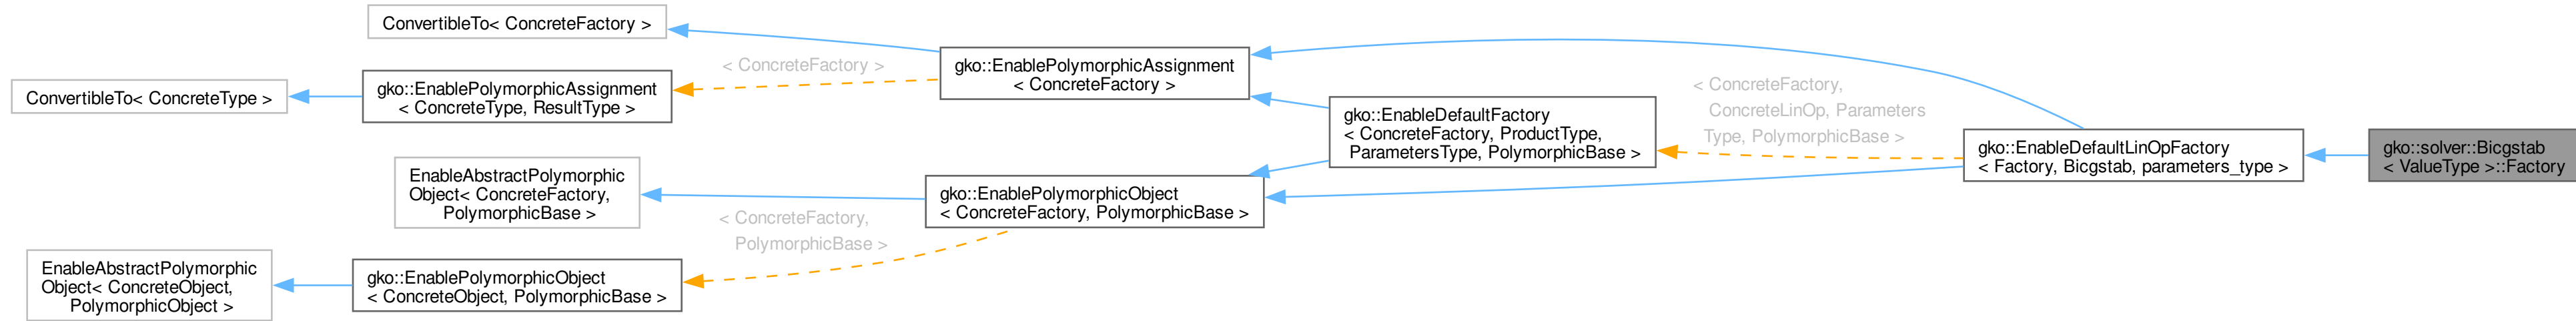 ConvertibleTo< ConcreteFactory >
ConvertibleTo< ConcreteType >
gko::EnablePolymorphicAssignment
< ConcreteType, ResultType >
< ConcreteFactory >
gko::EnablePolymorphicAssignment
< ConcreteFactory >
EnableAbstractPolymorphic
Object< ConcreteFactory,
PolymorphicBase >
gko::EnablePolymorphicObject
< ConcreteFactory, PolymorphicBase >
< ConcreteFactory,
PolymorphicBase >
EnableAbstractPolymorphic
Object< ConcreteObject,
PolymorphicObject >
gko::EnablePolymorphicObject
< ConcreteObject, PolymorphicBase >
gko::EnableDefaultFactory
< ConcreteFactory, ProductType,
ParametersType, PolymorphicBase >
< ConcreteFactory,
ConcreteLinOp, Parameters
Type, PolymorphicBase >
gko::EnableDefaultLinOpFactory
< Factory, Bicgstab, parameters_type >
gko::solver::Bicgstab
< ValueType >::Factory